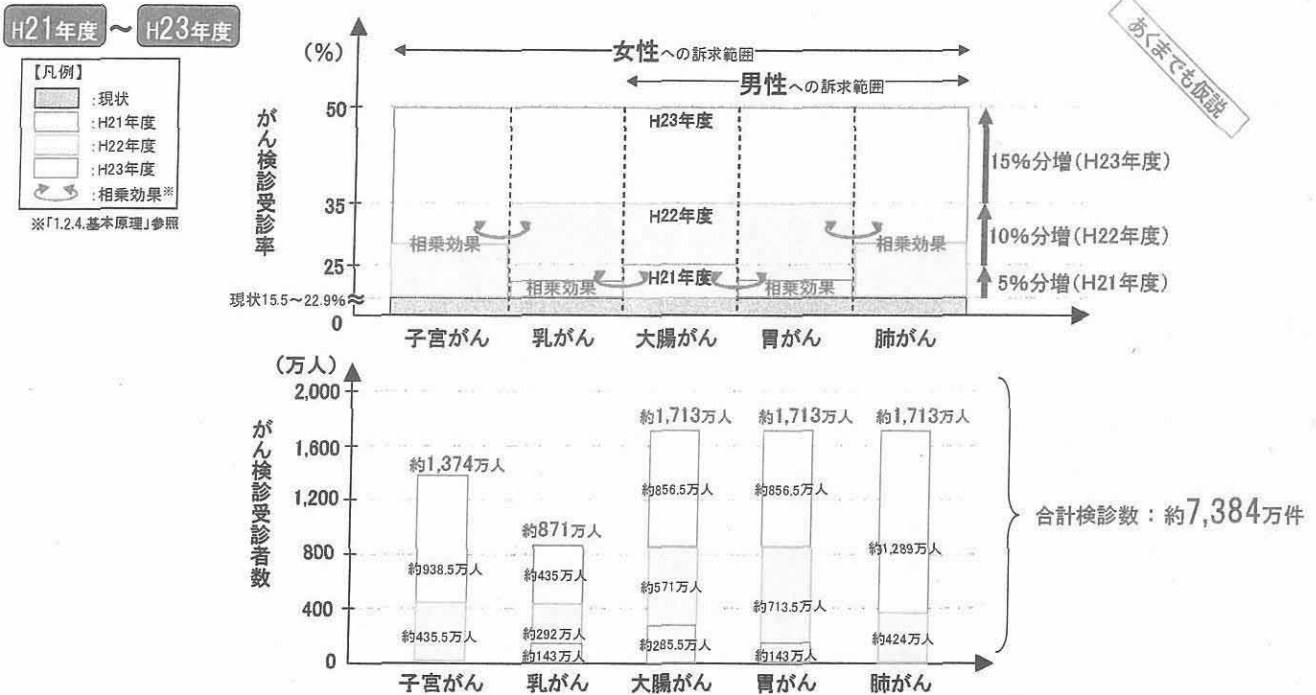 H21年度 ～ H23年度
あくまでも仮説
【凡例】
:現状
:H21年度
:H22年度
:H23年度
:相乗効果※
※「1.2.4.基本原理」参照
(%)
女性への訴求範囲
男性への訴求範囲
がん検診受診率
50
35
25
現状15.5～22.9%≈
0
H23年度
H22年度
H21年度
相乗効果
相乗効果
相乗効果
相乗効果
15%分増(H23年度)
10%分増(H22年度)
5%分増(H21年度)
子宮がん 乳がん 大腸がん 胃がん 肺がん
(万人)
がん検診受診者数
2,000
1,600
1,200
800
400
0
約1,374万人
約938.5万人
約435.5万人
約871万人
約435万人
約292万人
約143万人
約1,713万人
約856.5万人
約571万人
約285.5万人
約1,713万人
約856.5万人
約713.5万人
約143万人
約1,713万人
約1,289万人
約424万人
子宮がん 乳がん 大腸がん 胃がん 肺がん
合計検診数：約7,384万件